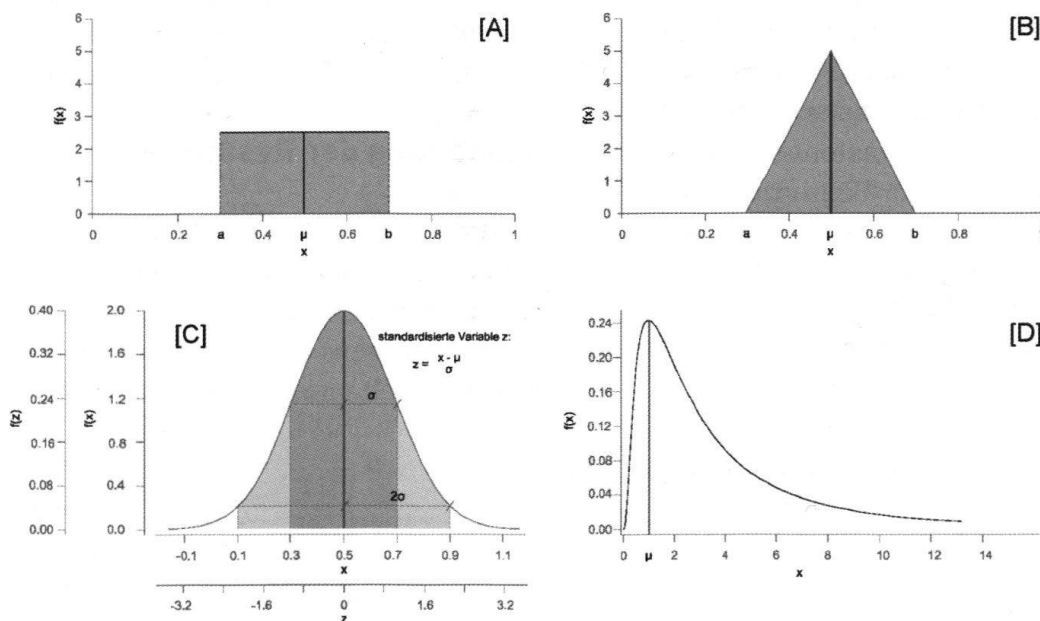 [A]
6
5
4
3
2
1
0
f(x)
0 0.2 a 0.4 µ 0.6 b 0.8 1
x
[B]
6
5
4
3
2
1
0
f(x)
0 0.2 a 0.4 µ 0.6 b 0.8
x
[C]
0.40
0.32
0.24
0.16
0.08
0.00
f(z)
2.0
1.6
1.2
0.8
0.4
0.0
f(x)
standardisierte Variable z:
z = x - µ
σ
σ
2σ
-0.1 0.1 0.3 0.5 0.7 0.9 1.1
x
-3.2 -1.6 0 1.6 3.2
z
[D]
0.24
0.20
0.16
0.12
0.08
0.04
0.00
f(x)
0 µ 2 4 6 8 10 12 14
x